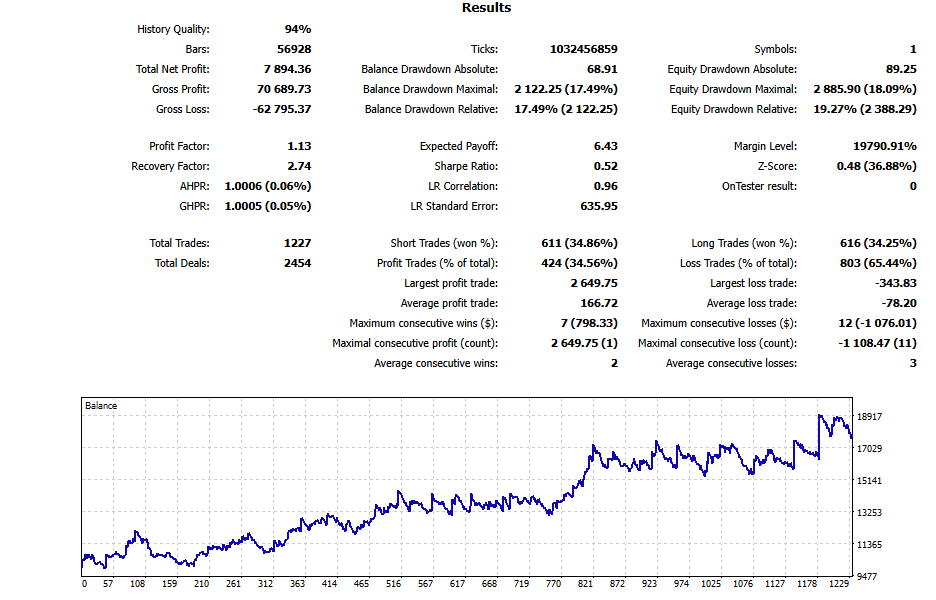 Results
History Quality: 94%
Bars: 56928 Ticks: 1032456859 Symbols: 1
Total Net Profit: 7 894.36 Balance Drawdown Absolute: 68.91 Equity Drawdown Absolute: 89.25
Gross Profit: 70 689.73 Balance Drawdown Maximal: 2 122.25 (17.49%) Equity Drawdown Maximal: 2 885.90 (18.09%)
Gross Loss: -62 795.37 Balance Drawdown Relative: 17.49% (2 122.25) Equity Drawdown Relative: 19.27% (2 388.29)
Profit Factor: 1.13 Expected Payoff: 6.43 Margin Level: 19790.91%
Recovery Factor: 2.74 Sharpe Ratio: 0.52 Z-Score: 0.48 (36.88%)
AHPR: 1.0006 (0.06%) LR Correlation: 0.96 OnTester result: 0
GHPR: 1.0005 (0.05%) LR Standard Error: 635.95
Total Trades: 1227 Short Trades (won %): 611 (34.86%) Long Trades (won %): 616 (34.25%)
Total Deals: 2454 Profit Trades (% of total): 424 (34.56%) Loss Trades (% of total): 803 (65.44%)
Largest profit trade: 2 649.75 Largest loss trade: -343.83
Average profit trade: 166.72 Average loss trade: -78.20
Maximum consecutive wins ($): 7 (798.33) Maximum consecutive losses ($): 12 (-1 076.01)
Maximal consecutive profit (count): 2 649.75 (1) Maximal consecutive loss (count): -1 108.47 (11)
Average consecutive wins: 2 Average consecutive losses: 3
Balance
18917
17029
15141
13253
11365
9477
0 57 108 159 210 261 312 363 414 465 516 567 617 668 719 770 821 872 923 974 1025 1076 1127 1178 1229